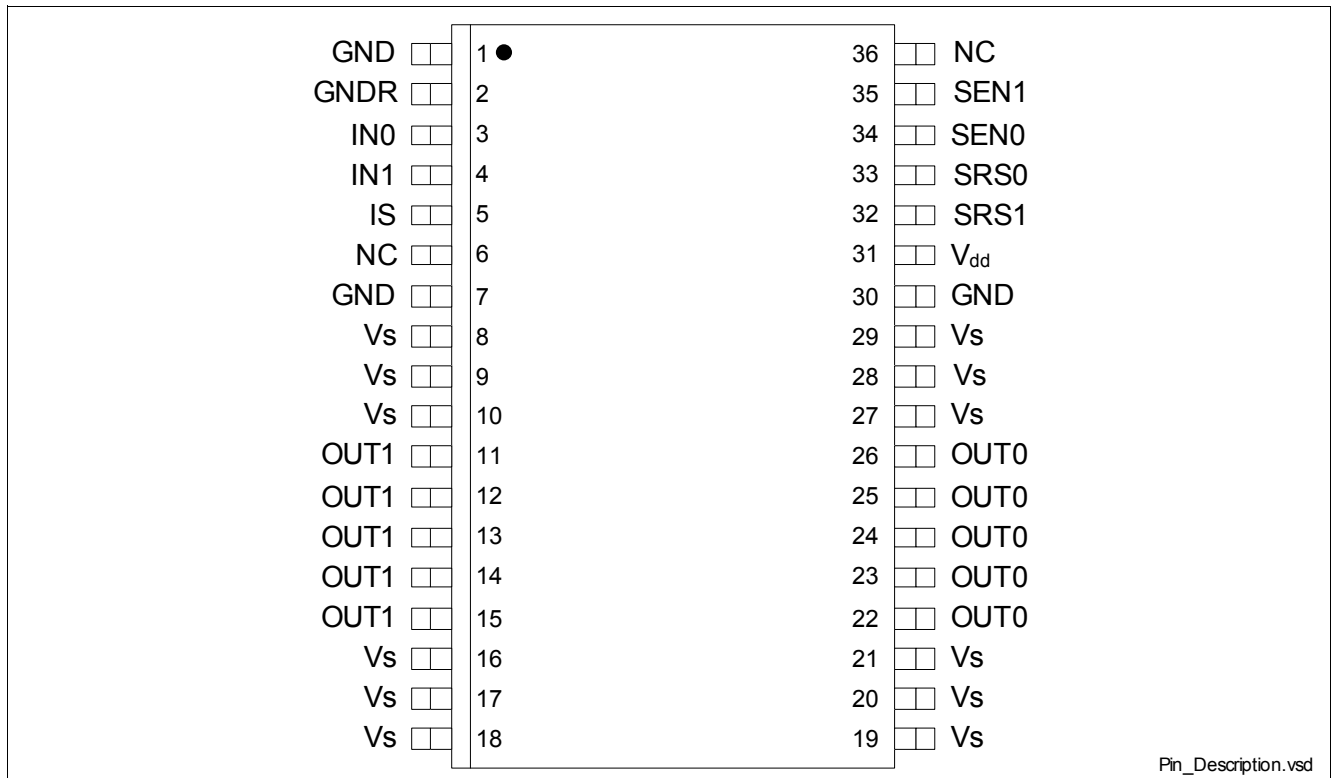 GND 1 36 NC
GNDR 2 35 SEN1
IN0 3 34 SEN0
IN1 4 33 SRS0
IS 5 32 SRS1
NC 6 31 Vdd
GND 7 30 GND
Vs 8 29 Vs
Vs 9 28 Vs
Vs 10 27 Vs
OUT1 11 26 OUT0
OUT1 12 25 OUT0
OUT1 13 24 OUT0
OUT1 14 23 OUT0
OUT1 15 22 OUT0
Vs 16 21 Vs
Vs 17 20 Vs
Vs 18 19 Vs
Pin_Description.vsd